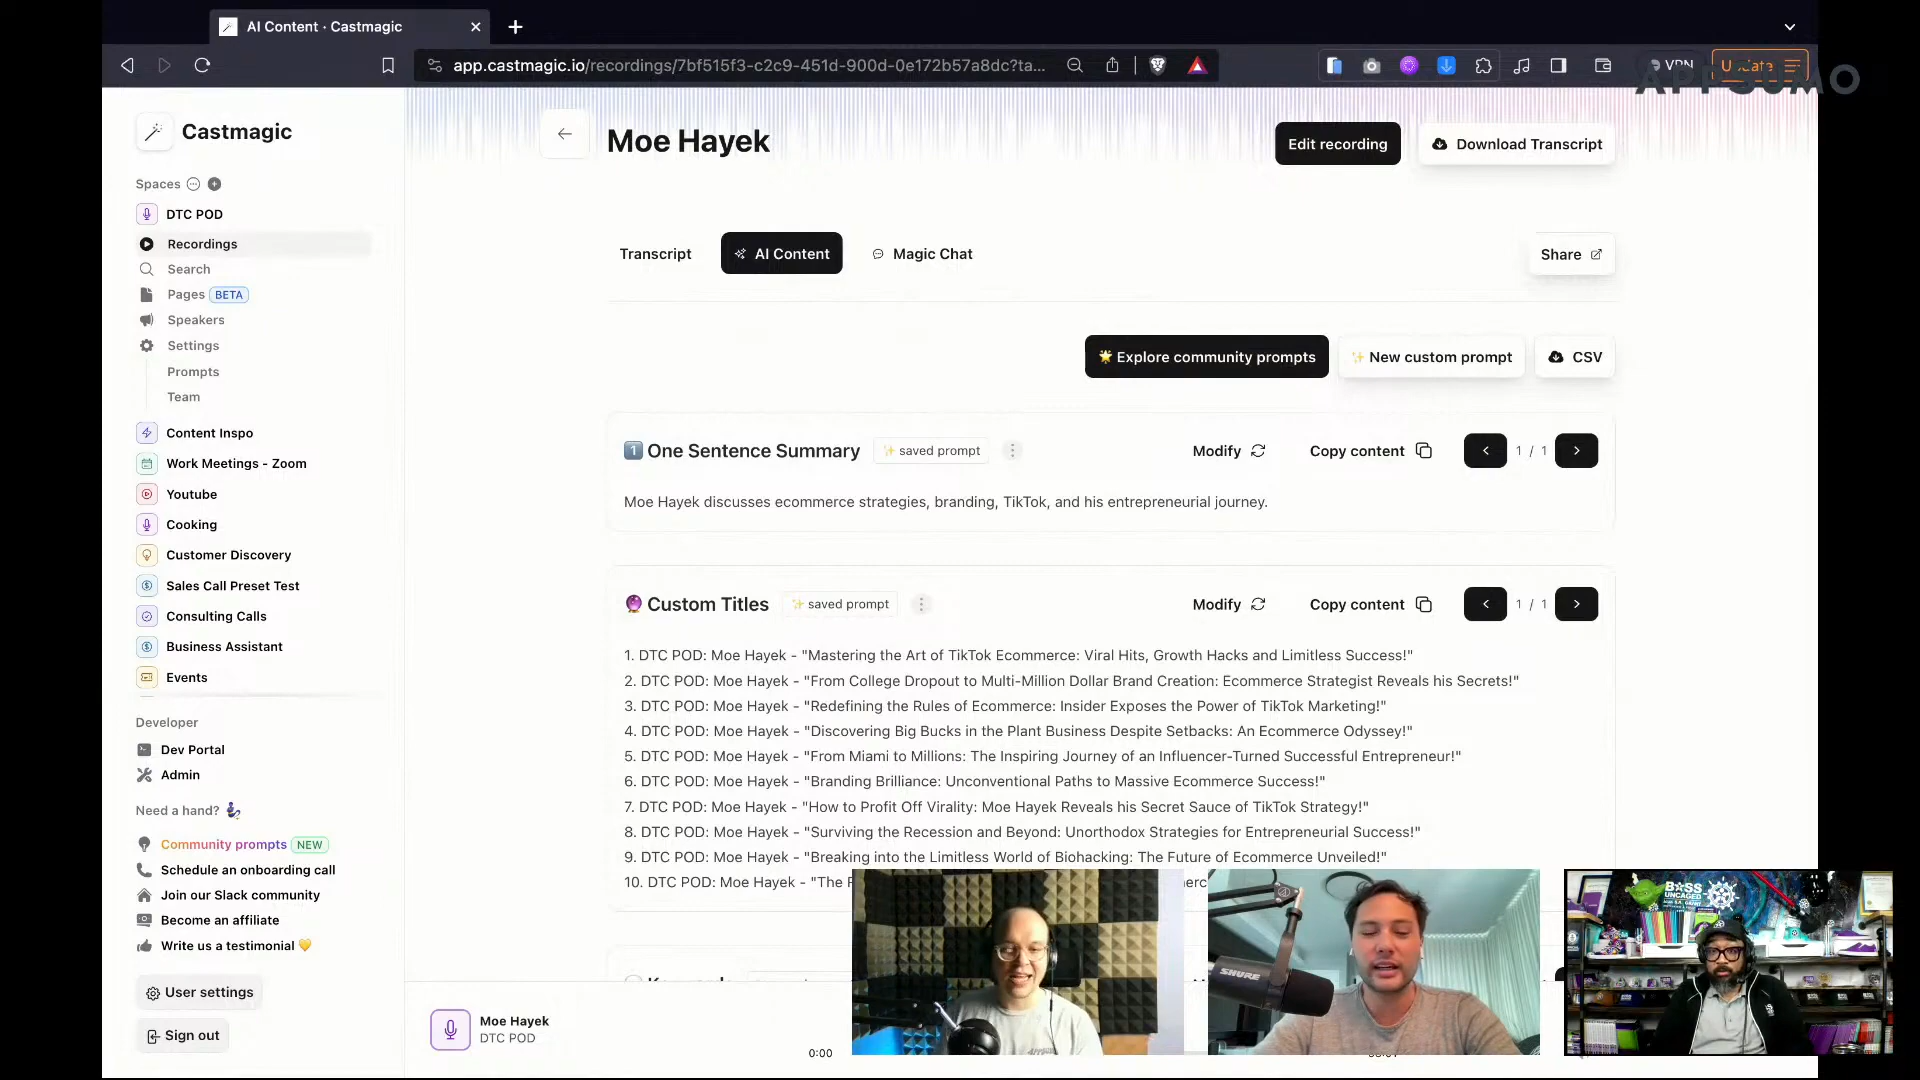 AI Content · Castmagic
app.castmagic.io/recordings/7bf515f3-c2c9-451d-900d-0e172b57a8dc?ta...
VPN
Update
APPSUMO
Castmagic
Spaces
DTC POD
Recordings
Search
Pages BETA
Speakers
Settings
Prompts
Team
Content Inspo
Work Meetings - Zoom
Youtube
Cooking
Customer Discovery
Sales Call Preset Test
Consulting Calls
Business Assistant
Events
Developer
Dev Portal
Admin
Need a hand?
Community prompts NEW
Schedule an onboarding call
Join our Slack community
Become an affiliate
Write us a testimonial
User settings
Sign out
Moe Hayek
Edit recording
Download Transcript
Transcript
AI Content
Magic Chat
Share
Explore community prompts
New custom prompt
CSV
1 One Sentence Summary
saved prompt
Modify
Copy content
1 / 1
Moe Hayek discusses ecommerce strategies, branding, TikTok, and his entrepreneurial journey.
Custom Titles
saved prompt
Modify
Copy content
1 / 1
1. DTC POD: Moe Hayek - "Mastering the Art of TikTok Ecommerce: Viral Hits, Growth Hacks and Limitless Success!"
2. DTC POD: Moe Hayek - "From College Dropout to Multi-Million Dollar Brand Creation: Ecommerce Strategist Reveals his Secrets!"
3. DTC POD: Moe Hayek - "Redefining the Rules of Ecommerce: Insider Exposes the Power of TikTok Marketing!"
4. DTC POD: Moe Hayek - "Discovering Big Bucks in the Plant Business Despite Setbacks: An Ecommerce Odyssey!"
5. DTC POD: Moe Hayek - "From Miami to Millions: The Inspiring Journey of an Influencer-Turned Successful Entrepreneur!"
6. DTC POD: Moe Hayek - "Branding Brilliance: Unconventional Paths to Massive Ecommerce Success!"
7. DTC POD: Moe Hayek - "How to Profit Off Virality: Moe Hayek Reveals his Secret Sauce of TikTok Strategy!"
8. DTC POD: Moe Hayek - "Surviving the Recession and Beyond: Unorthodox Strategies for Entrepreneurial Success!"
9. DTC POD: Moe Hayek - "Breaking into the Limitless World of Biohacking: The Future of Ecommerce Unveiled!"
10. DTC POD: Moe Hayek - "The
Moe Hayek
DTC POD
0:00
SHURE
BOSS
UNCAGED